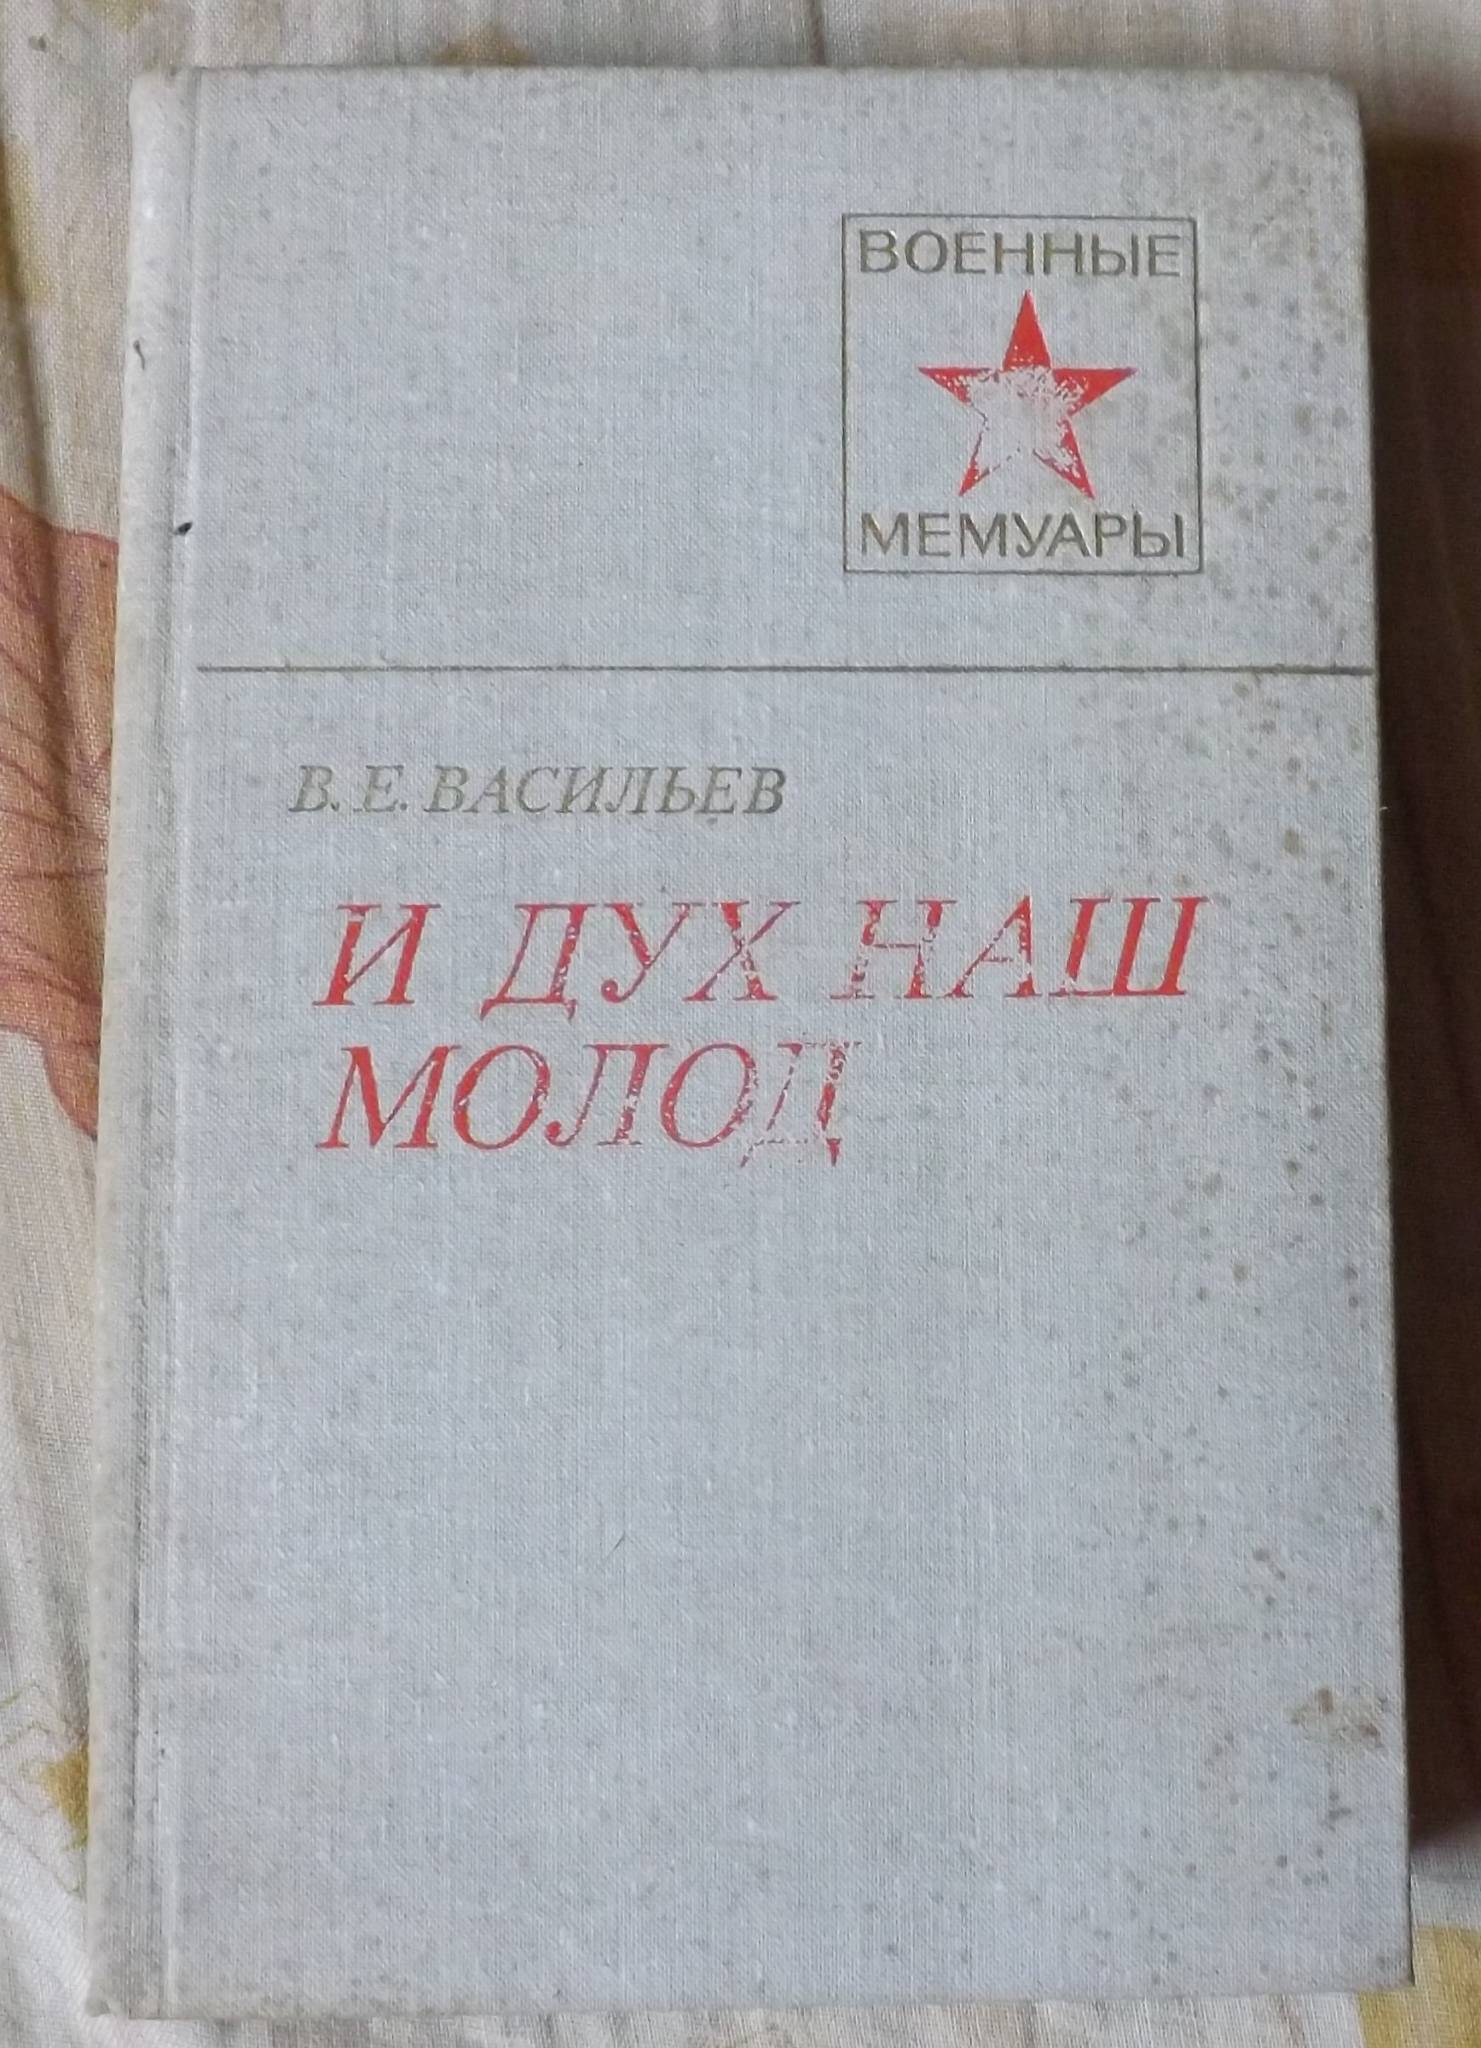 ВОЕННЫЕ
МЕМУАРЫ
В. Е. ВАСИЛЬЕВ
И ДУХ НАШ
МОЛОД